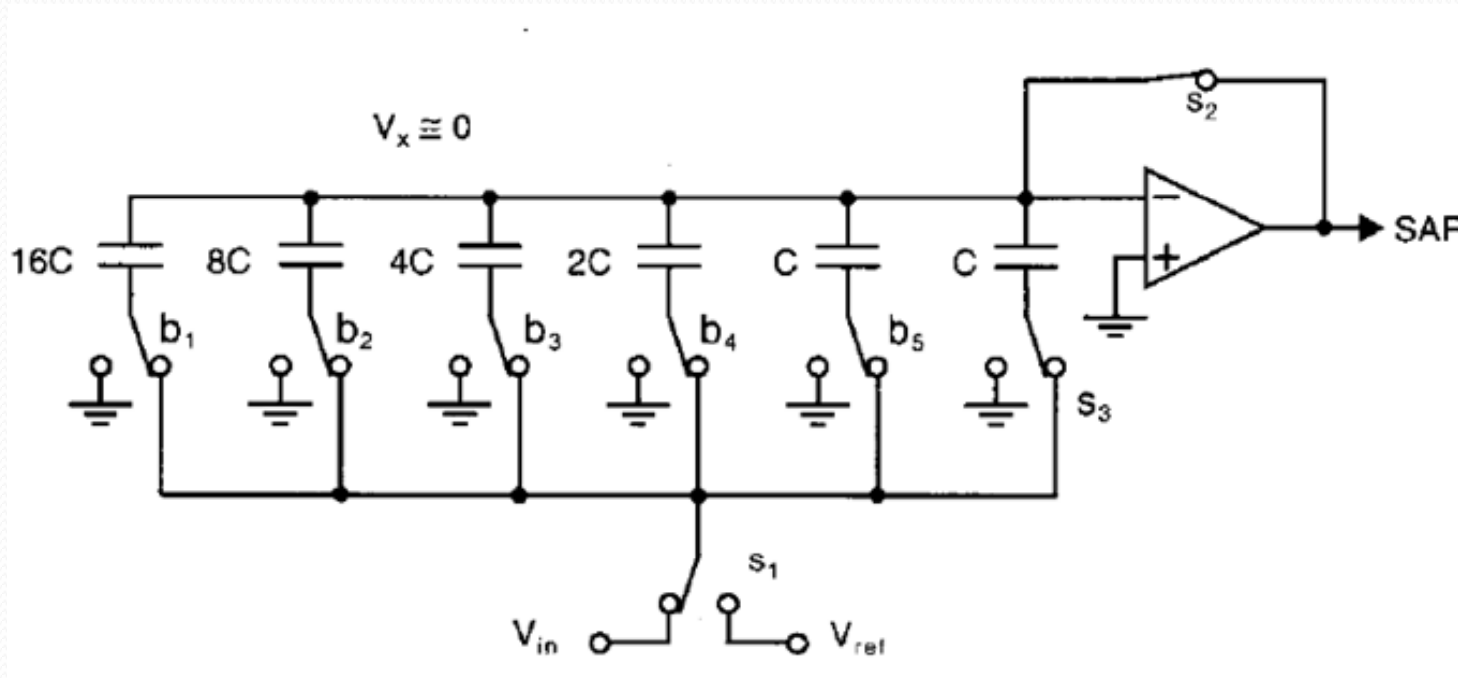 Vx ≅ 0
s2
SAR
16C 8C 4C 2C C C
b1 b2 b3 b4 b5
s3
s1
Vin Vref
− +